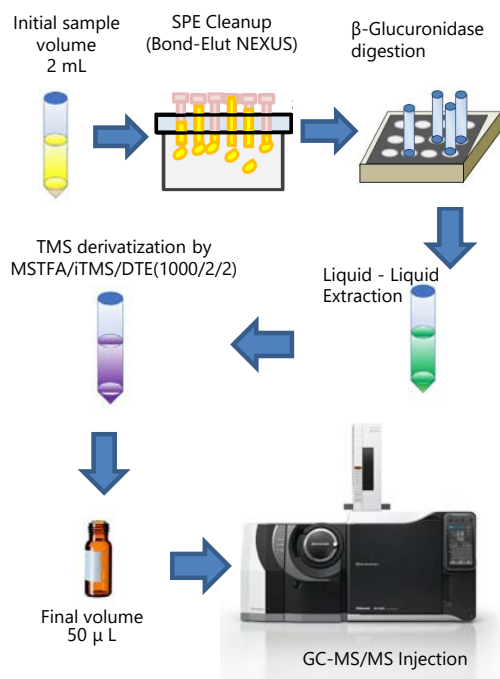 Initial sample
volume
2 mL
SPE Cleanup
(Bond-Elut NEXUS)
β-Glucuronidase
digestion
Liquid - Liquid
Extraction
TMS derivatization by
MSTFA/iTMS/DTE(1000/2/2)
Final volume
50 μ L
GC-MS/MS Injection